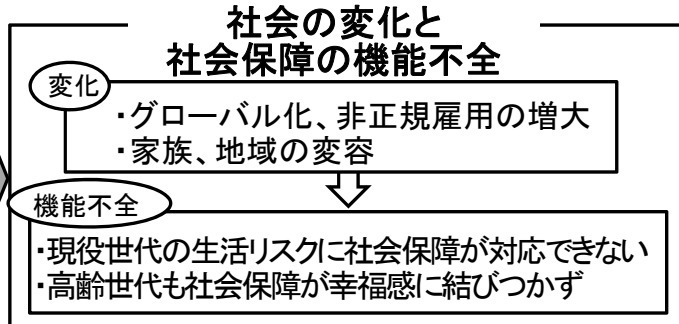 社会の変化と
社会保障の機能不全
変化
・グローバル化、非正規雇用の増大
・家族、地域の変容
機能不全
・現役世代の生活リスクに社会保障が対応できない
・高齢世代も社会保障が幸福感に結びつかず